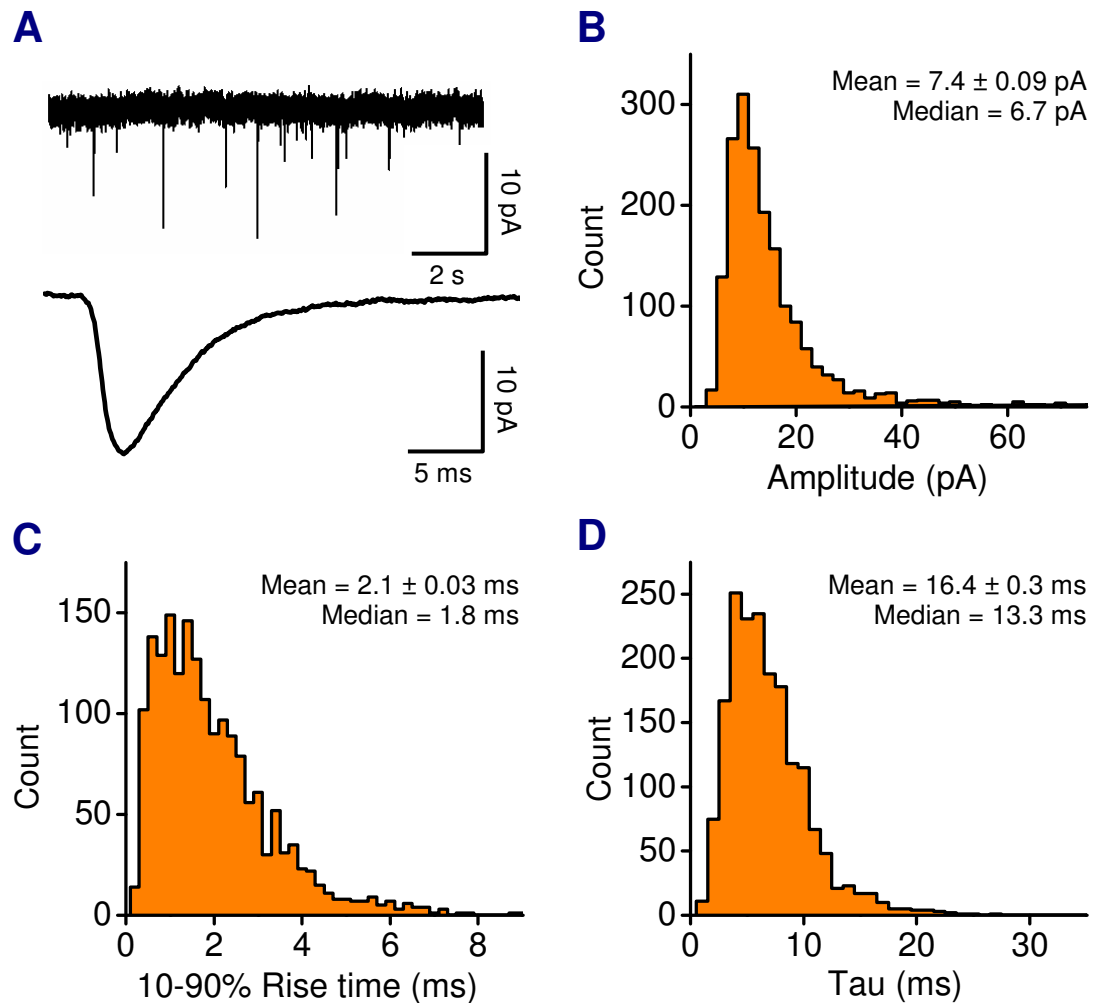 A
10 pA
2 s
10 pA
5 ms
B
Mean = 7.4 ± 0.09 pA
Median = 6.7 pA
300
200
100
0
Count
0 20 40 60
Amplitude (pA)
C
Mean = 2.1 ± 0.03 ms
Median = 1.8 ms
150
100
50
0
Count
0 2 4 6 8
10-90% Rise time (ms)
D
Mean = 16.4 ± 0.3 ms
Median = 13.3 ms
250
200
150
100
50
0
Count
0 10 20 30
Tau (ms)